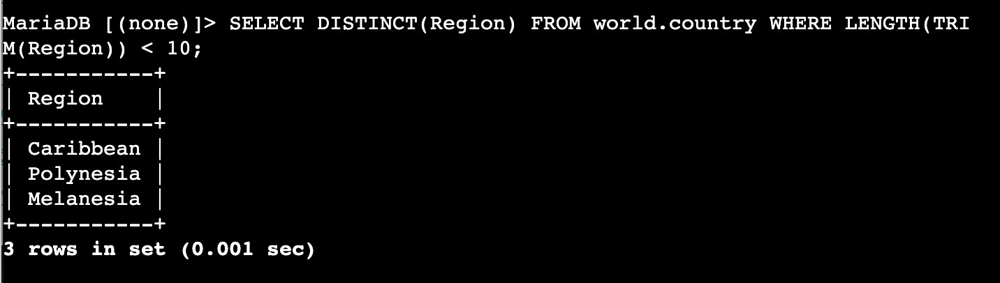 MariaDB [(none)]> SELECT DISTINCT(Region) FROM world.country WHERE LENGTH(TRI
M(Region)) < 10;
+-----------+
| Region    |
+-----------+
| Caribbean |
| Polynesia |
| Melanesia |
+-----------+
3 rows in set (0.001 sec)